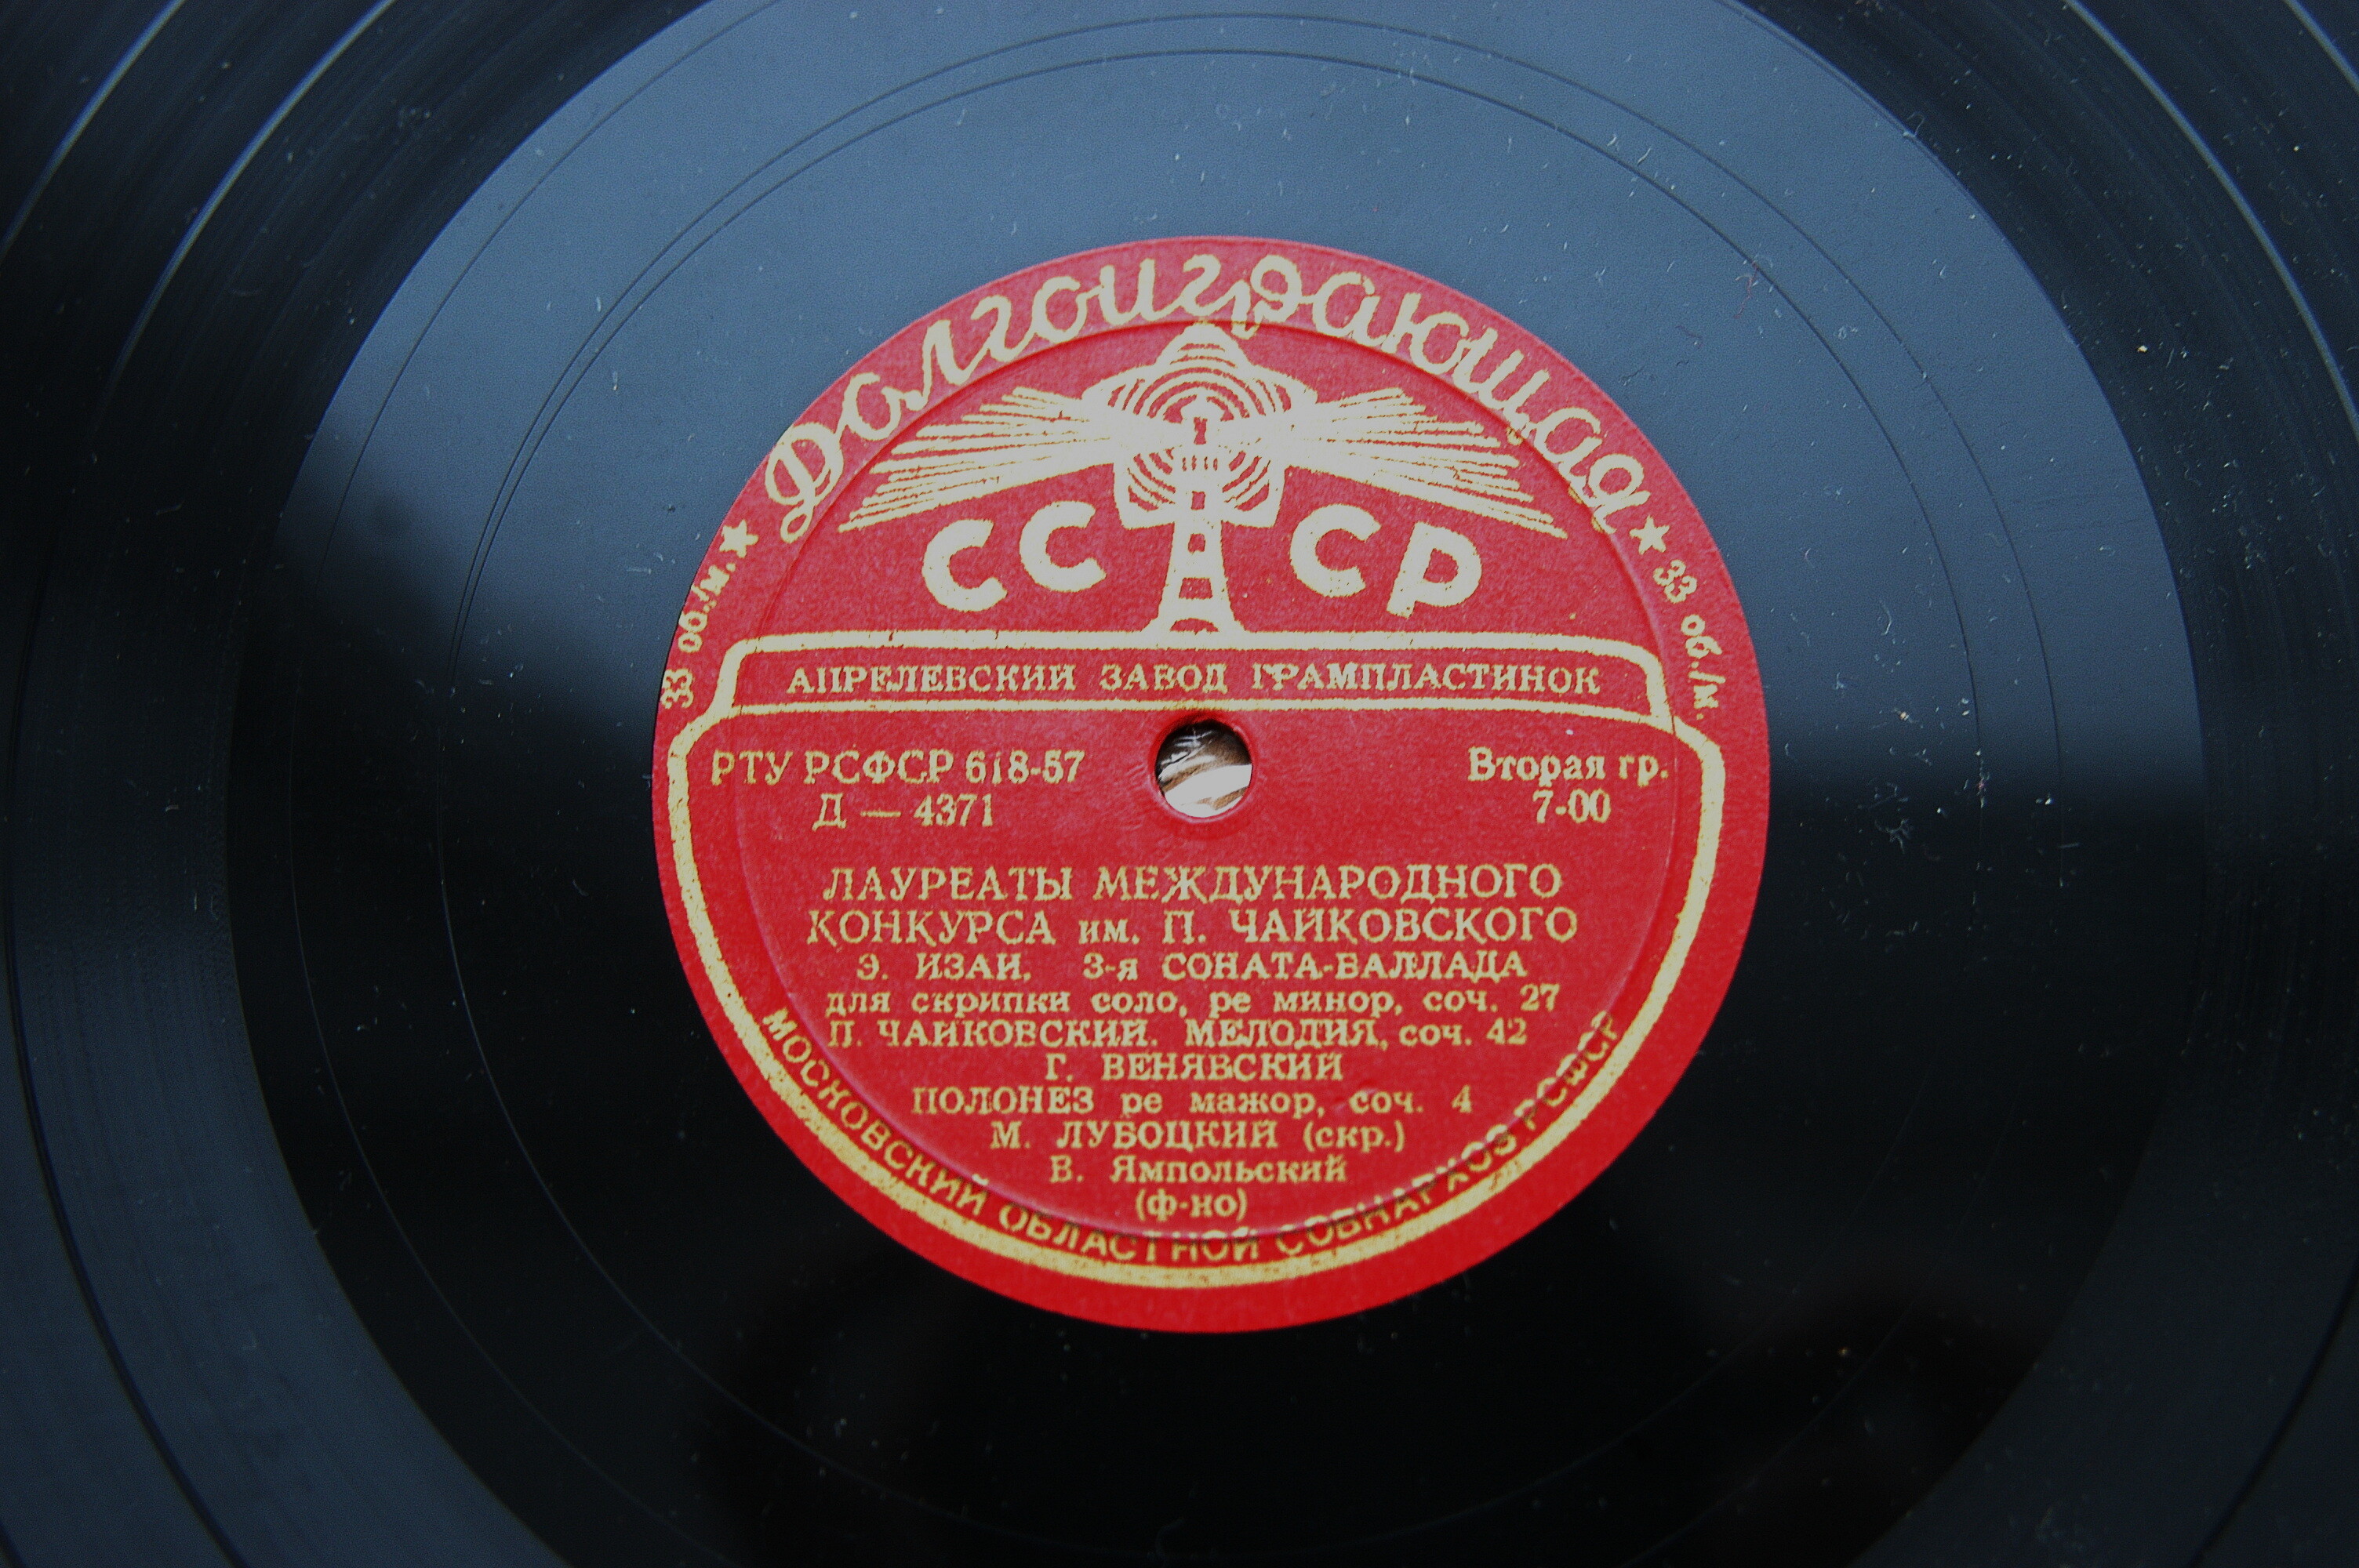 Долгоиграющая
33 об./м. ★ ★ 33 об./м.
СССР
АПРЕЛЕВСКИЙ ЗАВОД ГРАМПЛАСТИНОК
РТУ РСФСР 618-57 Вторая гр.
Д — 4371 7-00
ЛАУРЕАТЫ МЕЖДУНАРОДНОГО
КОНКУРСА им. П. ЧАЙКОВСКОГО
Э. ИЗАИ. 3-я СОНАТА-БАЛЛАДА
для скрипки соло, ре минор, соч. 27
П. ЧАЙКОВСКИЙ. МЕЛОДИЯ, соч. 42
Г. ВЕНЯВСКИЙ
ПОЛОНЕЗ ре мажор, соч. 4
М. ЛУБОЦКИЙ (скр.)
В. Ямпольский
(ф-но)
МОСКОВСКИЙ ОБЛАСТНОЙ СОВНАРХОЗ РСФСР